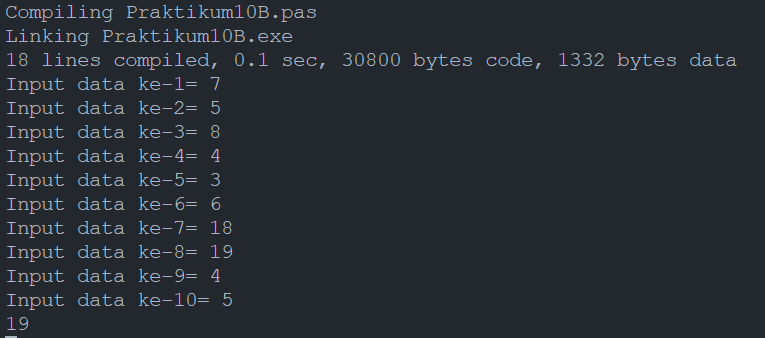 Compiling Praktikum10B.pas
Linking Praktikum10B.exe
18 lines compiled, 0.1 sec, 30800 bytes code, 1332 bytes data
Input data ke-1= 7
Input data ke-2= 5
Input data ke-3= 8
Input data ke-4= 4
Input data ke-5= 3
Input data ke-6= 6
Input data ke-7= 18
Input data ke-8= 19
Input data ke-9= 4
Input data ke-10= 5
19